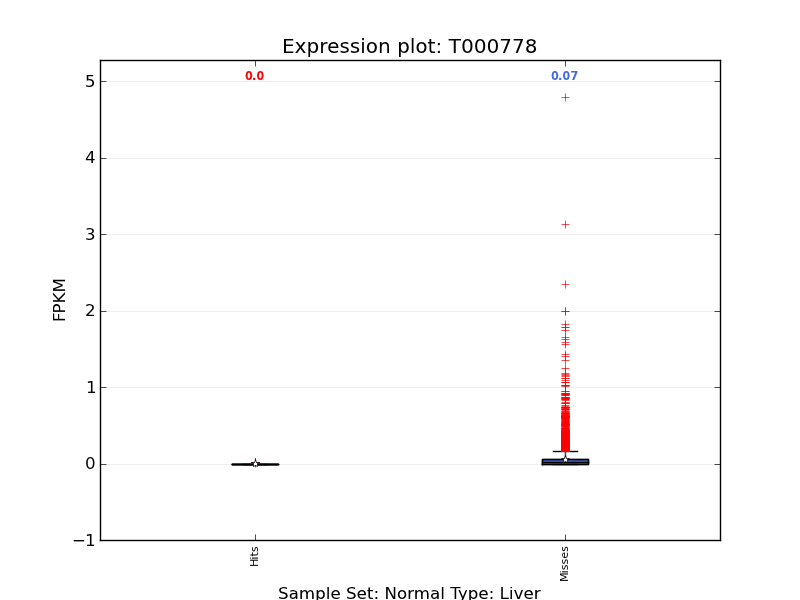 Expression plot: T000778
0.0
0.07
5
4
3
2
1
0
−1
FPKM
Hits
Misses
Sample Set: Normal Type: Liver